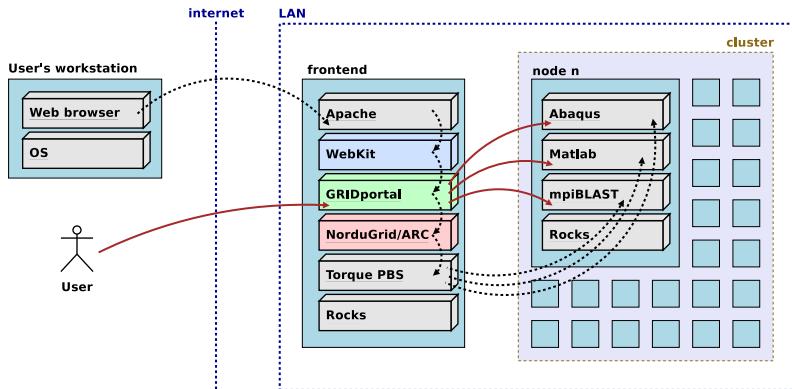 internet
LAN
cluster
User's workstation
frontend
node n
Web browser
Apache
Abaqus
OS
WebKit
Matlab
GRIDportal
mpiBLAST
NorduGrid/ARC
Rocks
Torque PBS
User
Rocks